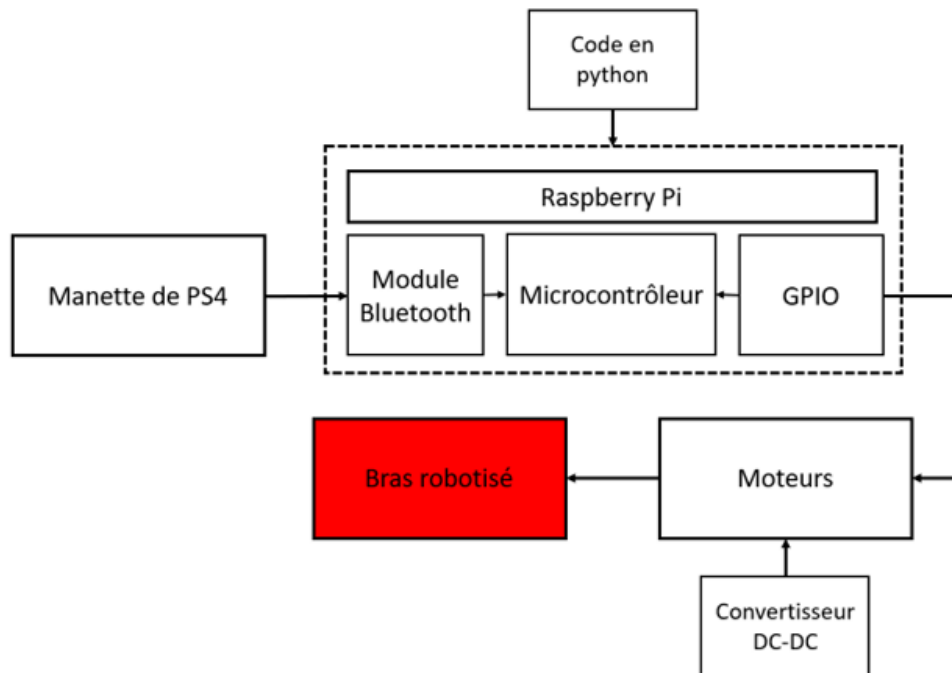 Code en
python
Raspberry Pi
Manette de PS4
Module
Bluetooth
Microcontrôleur
GPIO
Bras robotisé
Moteurs
Convertisseur
DC-DC